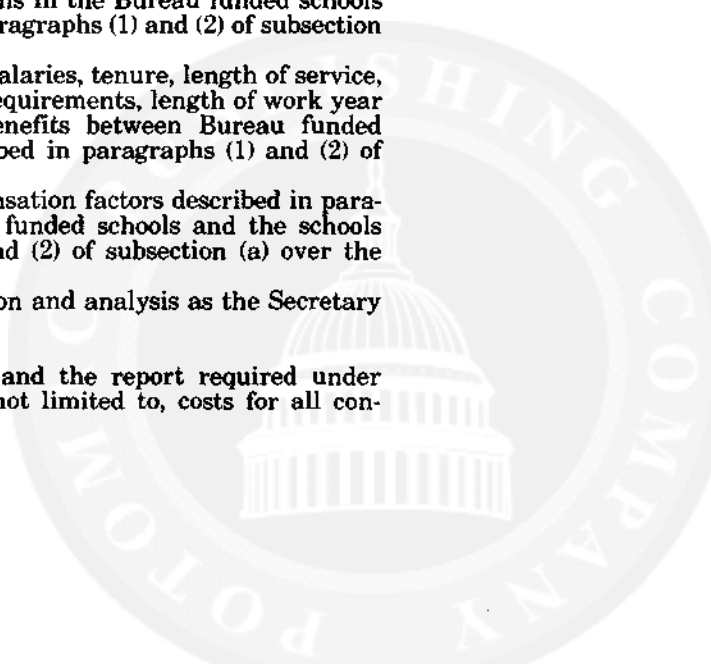 ns in the Bureau funded schools
ragraphs (1) and (2) of subsection
alaries, tenure, length of service,
equirements, length of work year
enefits between Bureau funded
bed in paragraphs (1) and (2) of
nsation factors described in para-
funded schools and the schools
nd (2) of subsection (a) over the
on and analysis as the Secretary
and the report required under
not limited to, costs for all con-
POTOMAC PUBLISHING COMPANY